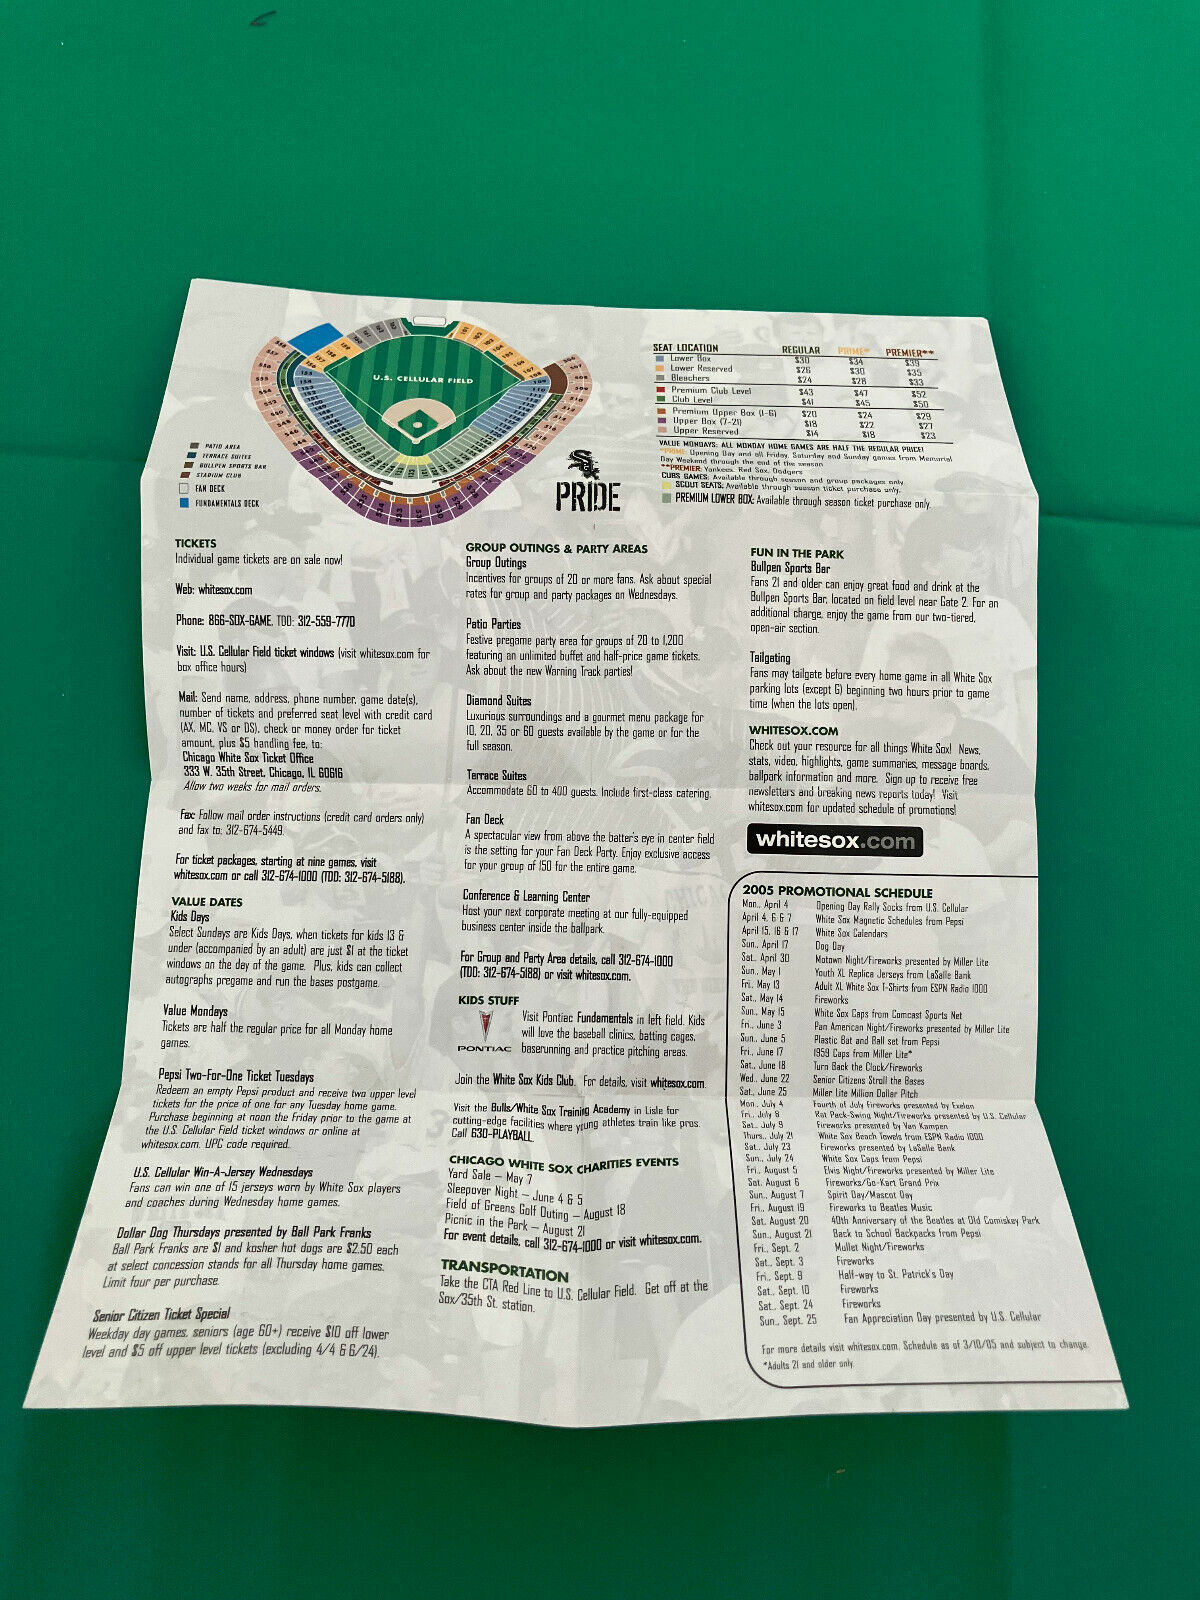 U.S. CELLULAR FIELD
PATIO AREA
TERRACE SUITES
BULLPEN SPORTS BAR
STADIUM CLUB
FAN DECK
FUNDAMENTALS DECK
SOX
PRIDE
SEAT LOCATION REGULAR PRIME* PREMIER**
Lower Box $30 $34 $39
Lower Reserved $26 $30 $35
Bleachers $24 $28 $33
Premium Club Level $43 $47 $52
Club Level $41 $45 $50
Premium Upper Box (1-6) $20 $24 $29
Upper Box (7-21) $18 $22 $27
Upper Reserved $14 $18 $23
VALUE MONDAYS: ALL MONDAY HOME GAMES ARE HALF THE REGULAR PRICE!
*PRIME: Opening Day and all Friday, Saturday and Sunday games from Memorial
Day Weekend through the end of the season
**PREMIER: Yankees, Red Sox, Dodgers
CUBS GAMES: Available through season and group packages only.
SCOUT SEATS: Available through season ticket purchase only.
PREMIUM LOWER BOX: Available through season ticket purchase only.
TICKETS
Individual game tickets are on sale now!
Web: whitesox.com
Phone: 866-SOX-GAME. TDD: 312-559-7770
Visit: U.S. Cellular Field ticket windows (visit whitesox.com for
box office hours)
Mail: Send name, address, phone number, game date(s),
number of tickets and preferred seat level with credit card
(AX, MC, VS or DS), check or money order for ticket
amount, plus $5 handling fee, to:
Chicago White Sox Ticket Office
333 W. 35th Street, Chicago, IL 60616
Allow two weeks for mail orders.
Fax: Follow mail order instructions (credit card orders only)
and fax to: 312-674-5449.
For ticket packages, starting at nine games, visit
whitesox.com or call 312-674-1000 (TDD: 312-674-5188).
VALUE DATES
Kids Days
Select Sundays are Kids Days, when tickets for kids 13 &
under (accompanied by an adult) are just $1 at the ticket
windows on the day of the game. Plus, kids can collect
autographs pregame and run the bases postgame.
Value Mondays
Tickets are half the regular price for all Monday home
games.
Pepsi Two-For-One Ticket Tuesdays
Redeem an empty Pepsi product and receive two upper level
tickets for the price of one for any Tuesday home game.
Purchase beginning at noon the Friday prior to the game at
the U.S. Cellular Field ticket windows or online at
whitesox.com. UPC code required.
U.S. Cellular Win-A-Jersey Wednesdays
Fans can win one of 15 jerseys worn by White Sox players
and coaches during Wednesday home games.
Dollar Dog Thursdays presented by Ball Park Franks
Ball Park Franks are $1 and kosher hot dogs are $2.50 each
at select concession stands for all Thursday home games.
Limit four per purchase.
Senior Citizen Ticket Special
Weekday day games, seniors (age 60+) receive $10 off lower
level and $5 off upper level tickets (excluding 4/4 & 6/24).
GROUP OUTINGS & PARTY AREAS
Group Outings
Incentives for groups of 20 or more fans. Ask about special
rates for group and party packages on Wednesdays.
Patio Parties
Festive pregame party area for groups of 20 to 1,200
featuring an unlimited buffet and half-price game tickets.
Ask about the new Warning Track parties!
Diamond Suites
Luxurious surroundings and a gourmet menu package for
10, 20, 35 or 60 guests available by the game or for the
full season.
Terrace Suites
Accommodate 60 to 400 guests. Include first-class catering.
Fan Deck
A spectacular view from above the batter's eye in center field
is the setting for your Fan Deck Party. Enjoy exclusive access
for your group of 150 for the entire game.
Conference & Learning Center
Host your next corporate meeting at our fully-equipped
business center inside the ballpark.
For Group and Party Area details, call 312-674-1000
(TDD: 312-674-5188) or visit whitesox.com.
KIDS STUFF
PONTIAC
Visit Pontiac Fundamentals in left field. Kids
will love the baseball clinics, batting cages,
baserunning and practice pitching areas.
Join the White Sox Kids Club. For details, visit whitesox.com.
Visit the Bulls/White Sox Training Academy in Lisle for
cutting-edge facilities where young athletes train like pros.
Call 630-PLAYBALL.
CHICAGO WHITE SOX CHARITIES EVENTS
Yard Sale – May 7
Sleepover Night – June 4 & 5
Field of Greens Golf Outing – August 18
Picnic in the Park – August 21
For event details, call 312-674-1000 or visit whitesox.com.
TRANSPORTATION
Take the CTA Red Line to U.S. Cellular Field. Get off at the
Sox/35th St. station.
FUN IN THE PARK
Bullpen Sports Bar
Fans 21 and older can enjoy great food and drink at the
Bullpen Sports Bar, located on field level near Gate 2. For an
additional charge, enjoy the game from our two-tiered,
open-air section.
Tailgating
Fans may tailgate before every home game in all White Sox
parking lots (except G) beginning two hours prior to game
time (when the lots open).
WHITESOX.COM
Check out your resource for all things White Sox! News,
stats, video, highlights, game summaries, message boards,
ballpark information and more. Sign up to receive free
newsletters and breaking news reports today! Visit
whitesox.com for updated schedule of promotions!
whitesox.com
2005 PROMOTIONAL SCHEDULE
Mon., April 4 Opening Day Rally Socks from U.S. Cellular
April 4, 6 & 7 White Sox Magnetic Schedules from Pepsi
April 15, 16 & 17 White Sox Calendars
Sun., April 17 Dog Day
Sat., April 30 Motown Night/Fireworks presented by Miller Lite
Sun., May 1 Youth XL Replica Jerseys from LaSalle Bank
Fri., May 13 Adult XL White Sox T-Shirts from ESPN Radio 1000
Sat., May 14 Fireworks
Sun., May 15 White Sox Caps from Comcast Sports Net
Fri., June 3 Pan American Night/Fireworks presented by Miller Lite
Sun., June 5 Plastic Bat and Ball set from Pepsi
Fri., June 17 1959 Caps from Miller Lite*
Sat., June 18 Turn Back the Clock/Fireworks
Wed., June 22 Senior Citizens Stroll the Bases
Sat., June 25 Miller Lite Million Dollar Pitch
Mon., July 4 Fourth of July Fireworks presented by Exelon
Fri., July 8 Rat Pack-Swing Night/Fireworks presented by U.S. Cellular
Sat., July 9 Fireworks presented by Van Kampen
Thurs., July 21 White Sox Beach Towels from ESPN Radio 1000
Sat., July 23 Fireworks presented by LaSalle Bank
Sun., July 24 White Sox Caps from Pepsi
Fri., August 5 Elvis Night/Fireworks presented by Miller Lite
Sat. August 6 Fireworks/Go-Kart Grand Prix
Sun., August 7 Spirit Day/Mascot Day
Fri., August 19 Fireworks to Beatles Music
Sat. August 20 40th Anniversary of the Beatles at Old Comiskey Park
Sun., August 21 Back to School Backpacks from Pepsi
Fri., Sept. 2 Mullet Night/Fireworks
Sat., Sept. 3 Fireworks
Fri., Sept. 9 Half-way to St. Patrick's Day
Sat., Sept. 10 Fireworks
Sat., Sept. 24 Fireworks
Sun., Sept. 25 Fan Appreciation Day presented by U.S. Cellular
For more details visit whitesox.com. Schedule as of 3/10/05 and subject to change.
*Adults 21 and older only.